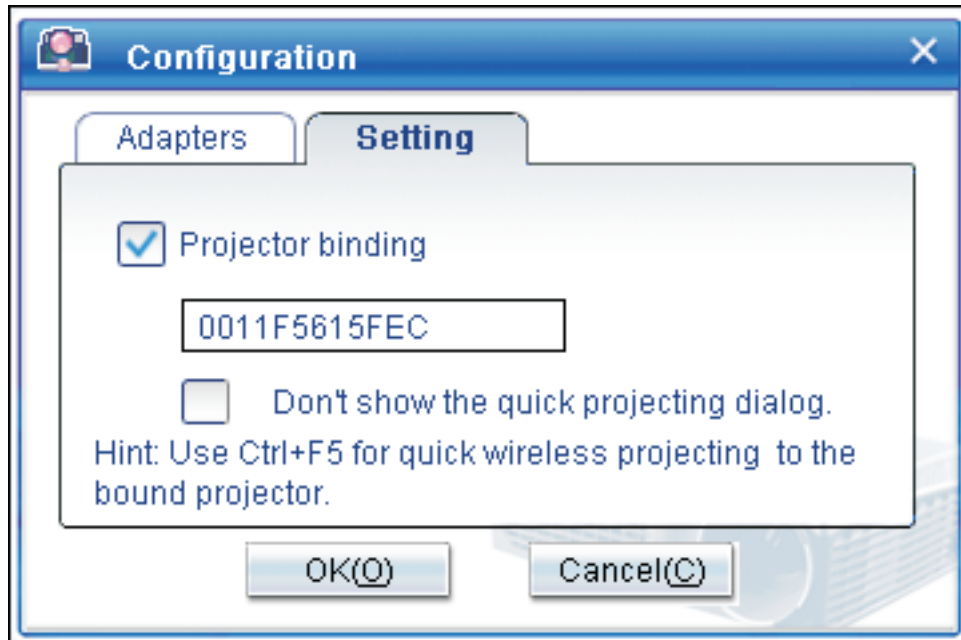 Configuration
Adapters
Setting
Projector binding
0011F5615FEC
Don't show the quick projecting dialog.
Hint: Use Ctrl+F5 for quick wireless projecting to the
bound projector.
OK(O)
Cancel(C)